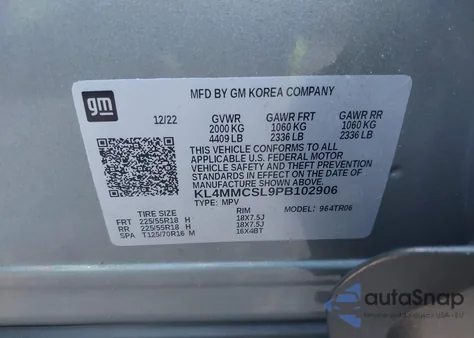 gm
MFD BY GM KOREA COMPANY
12/22 GVWR GAWR FRT GAWR RR
2000 KG 1060 KG 1060 KG
4409 LB 2336 LB 2336 LB
THIS VEHICLE CONFORMS TO ALL
APPLICABLE U.S. FEDERAL MOTOR
VEHICLE SAFETY AND THEFT PREVENTION
STANDARDS IN EFFECT ON THE DATE
OF MANUFACTURE SHOWN ABOVE.
KL4MMCSL9PB102906
TYPE: MPV MODEL: 964TR06
TIRE SIZE RIM
FRT 225/55R18 H 18X7.5J
RR 225/55R18 H 18X7.5J
SPA T125/70R16 M 16X4BT
autoSnap